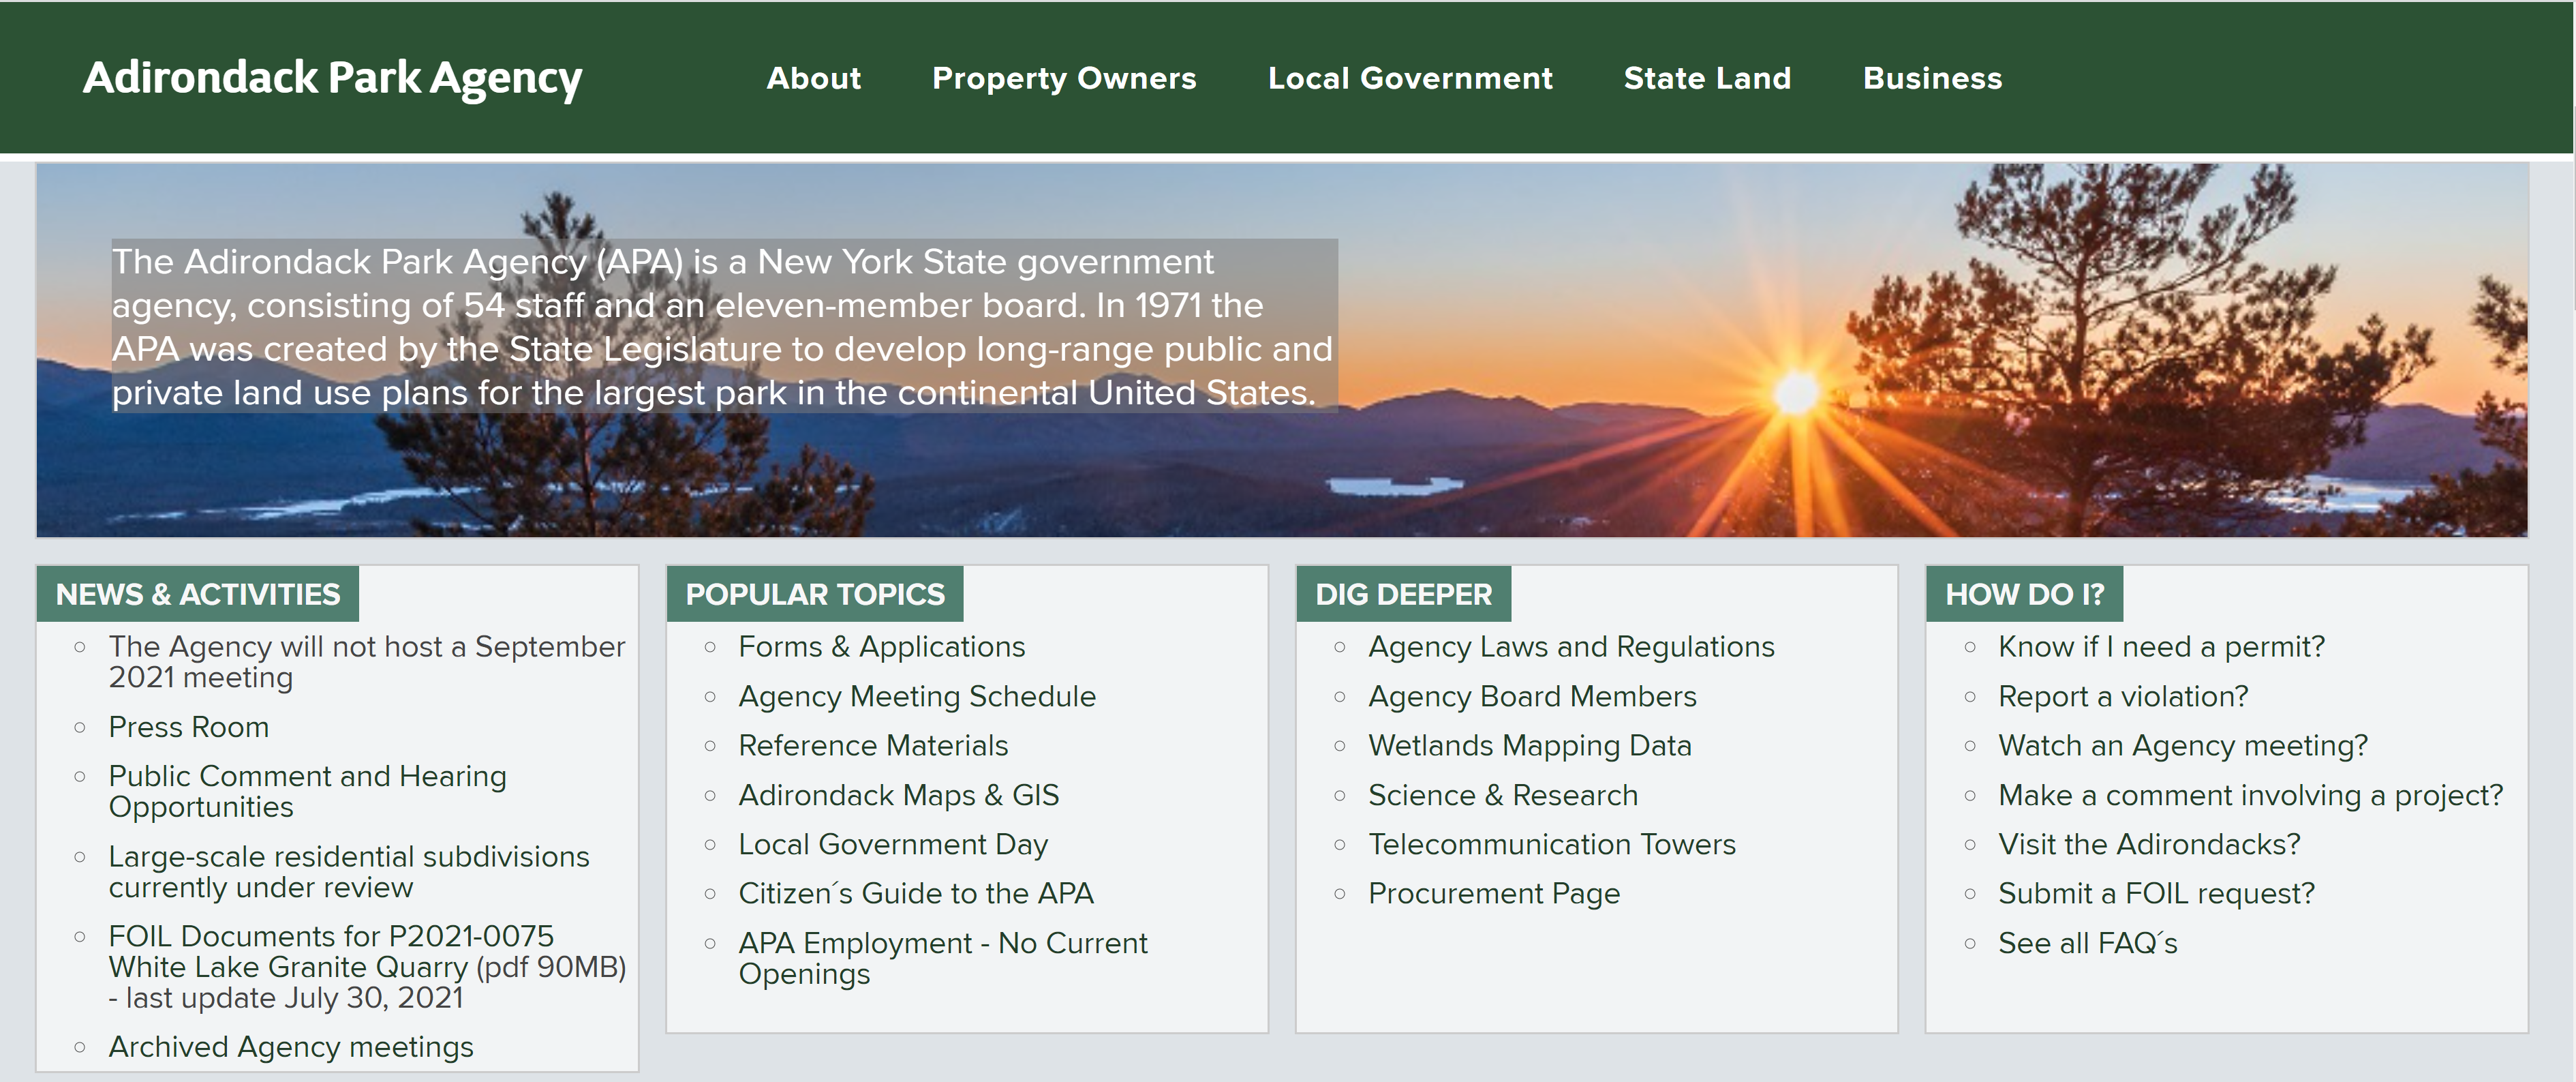 Adirondack Park Agency
About
Property Owners
Local Government
State Land
Business
The Adirondack Park Agency (APA) is a New York State government
agency, consisting of 54 staff and an eleven-member board. In 1971 the
APA was created by the State Legislature to develop long-range public and
private land use plans for the largest park in the continental United States.
NEWS & ACTIVITIES
The Agency will not host a September
2021 meeting
Press Room
Public Comment and Hearing
Opportunities
Large-scale residential subdivisions
currently under review
FOIL Documents for P2021-0075
White Lake Granite Quarry (pdf 90MB)
- last update July 30, 2021
Archived Agency meetings
POPULAR TOPICS
Forms & Applications
Agency Meeting Schedule
Reference Materials
Adirondack Maps & GIS
Local Government Day
Citizen´s Guide to the APA
APA Employment - No Current
Openings
DIG DEEPER
Agency Laws and Regulations
Agency Board Members
Wetlands Mapping Data
Science & Research
Telecommunication Towers
Procurement Page
HOW DO I?
Know if I need a permit?
Report a violation?
Watch an Agency meeting?
Make a comment involving a project?
Visit the Adirondacks?
Submit a FOIL request?
See all FAQ´s